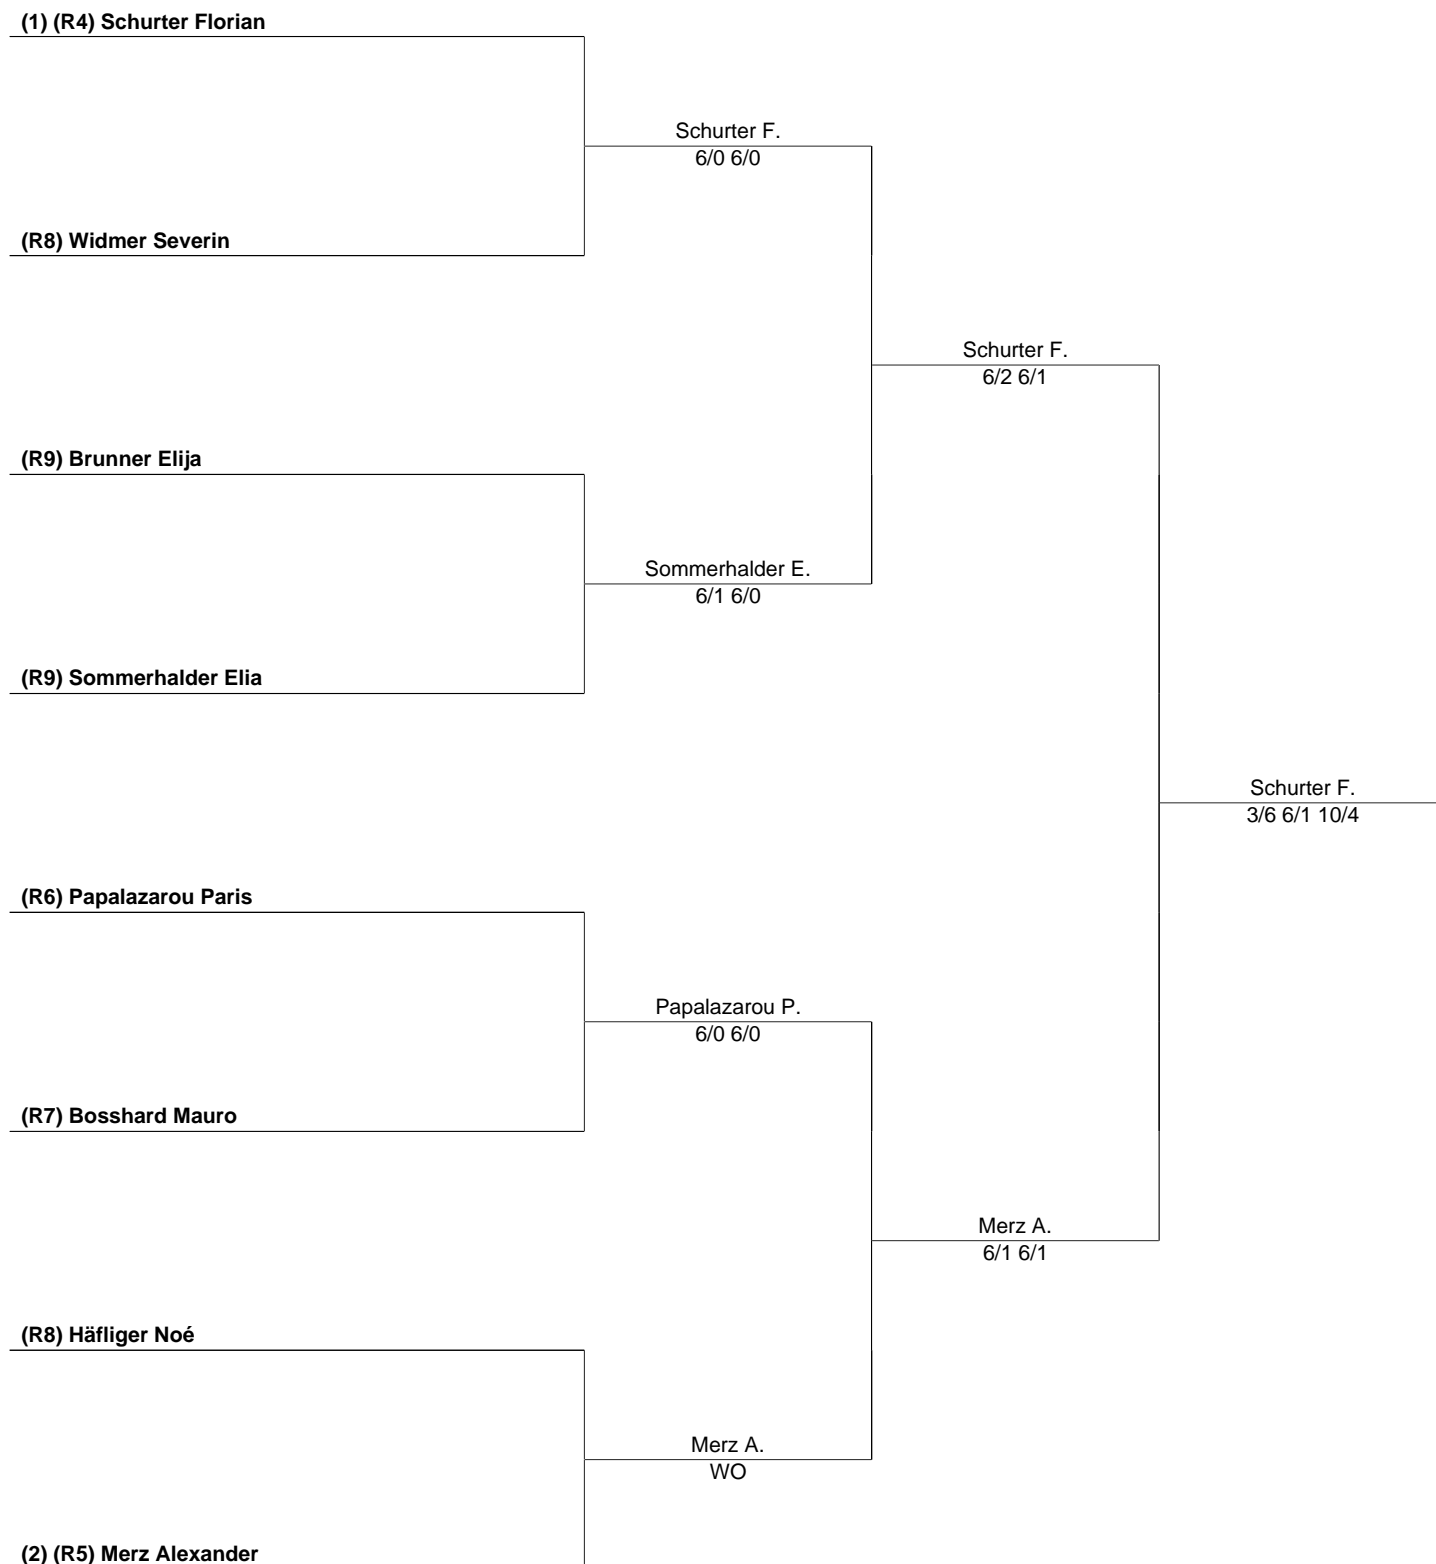 (1) (R4) Schurter Florian
Schurter F.
6/0 6/0
(R8) Widmer Severin
Schurter F.
6/2 6/1
(R9) Brunner Elija
Sommerhalder E.
6/1 6/0
(R9) Sommerhalder Elia
Schurter F.
3/6 6/1 10/4
(R6) Papalazarou Paris
Papalazarou P.
6/0 6/0
(R7) Bosshard Mauro
Merz A.
6/1 6/1
(R8) Häfliger Noé
Merz A.
WO
(2) (R5) Merz Alexander